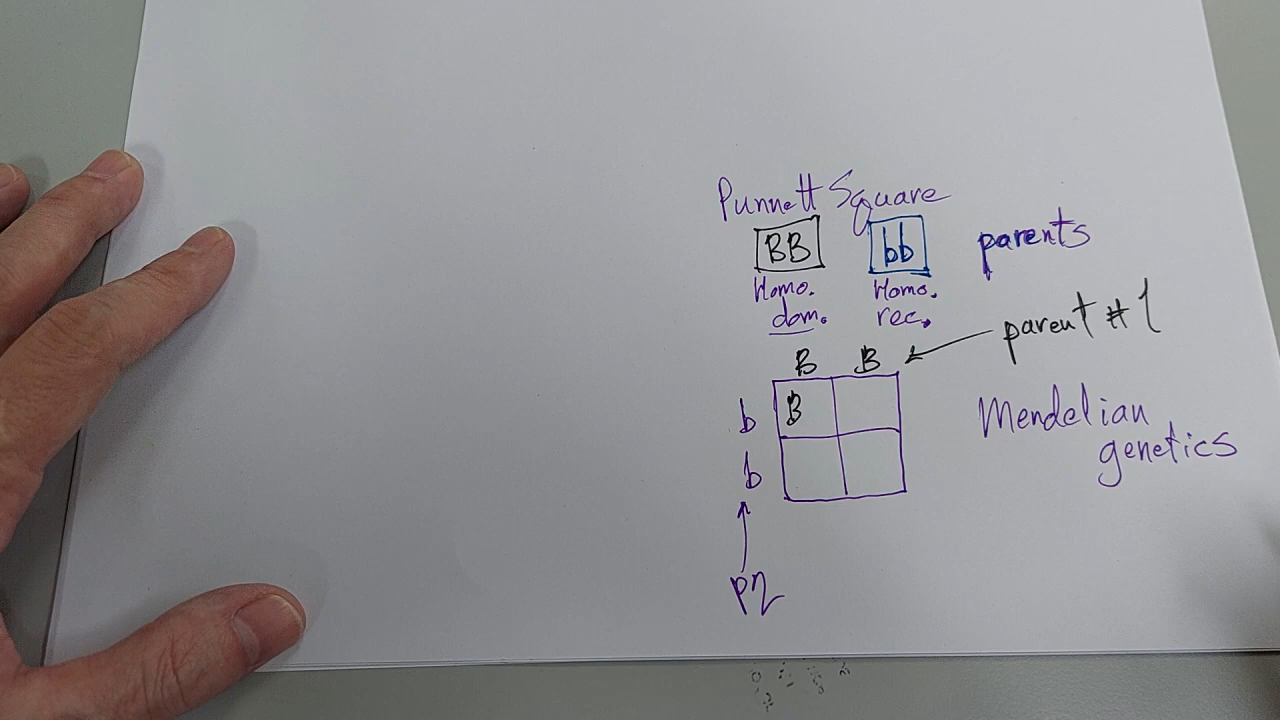 Punnett Square
BB bb parents
Homo. Homo.
dom. rec.
parent #1
B B
b B
Mendelian
genetics
b
P2